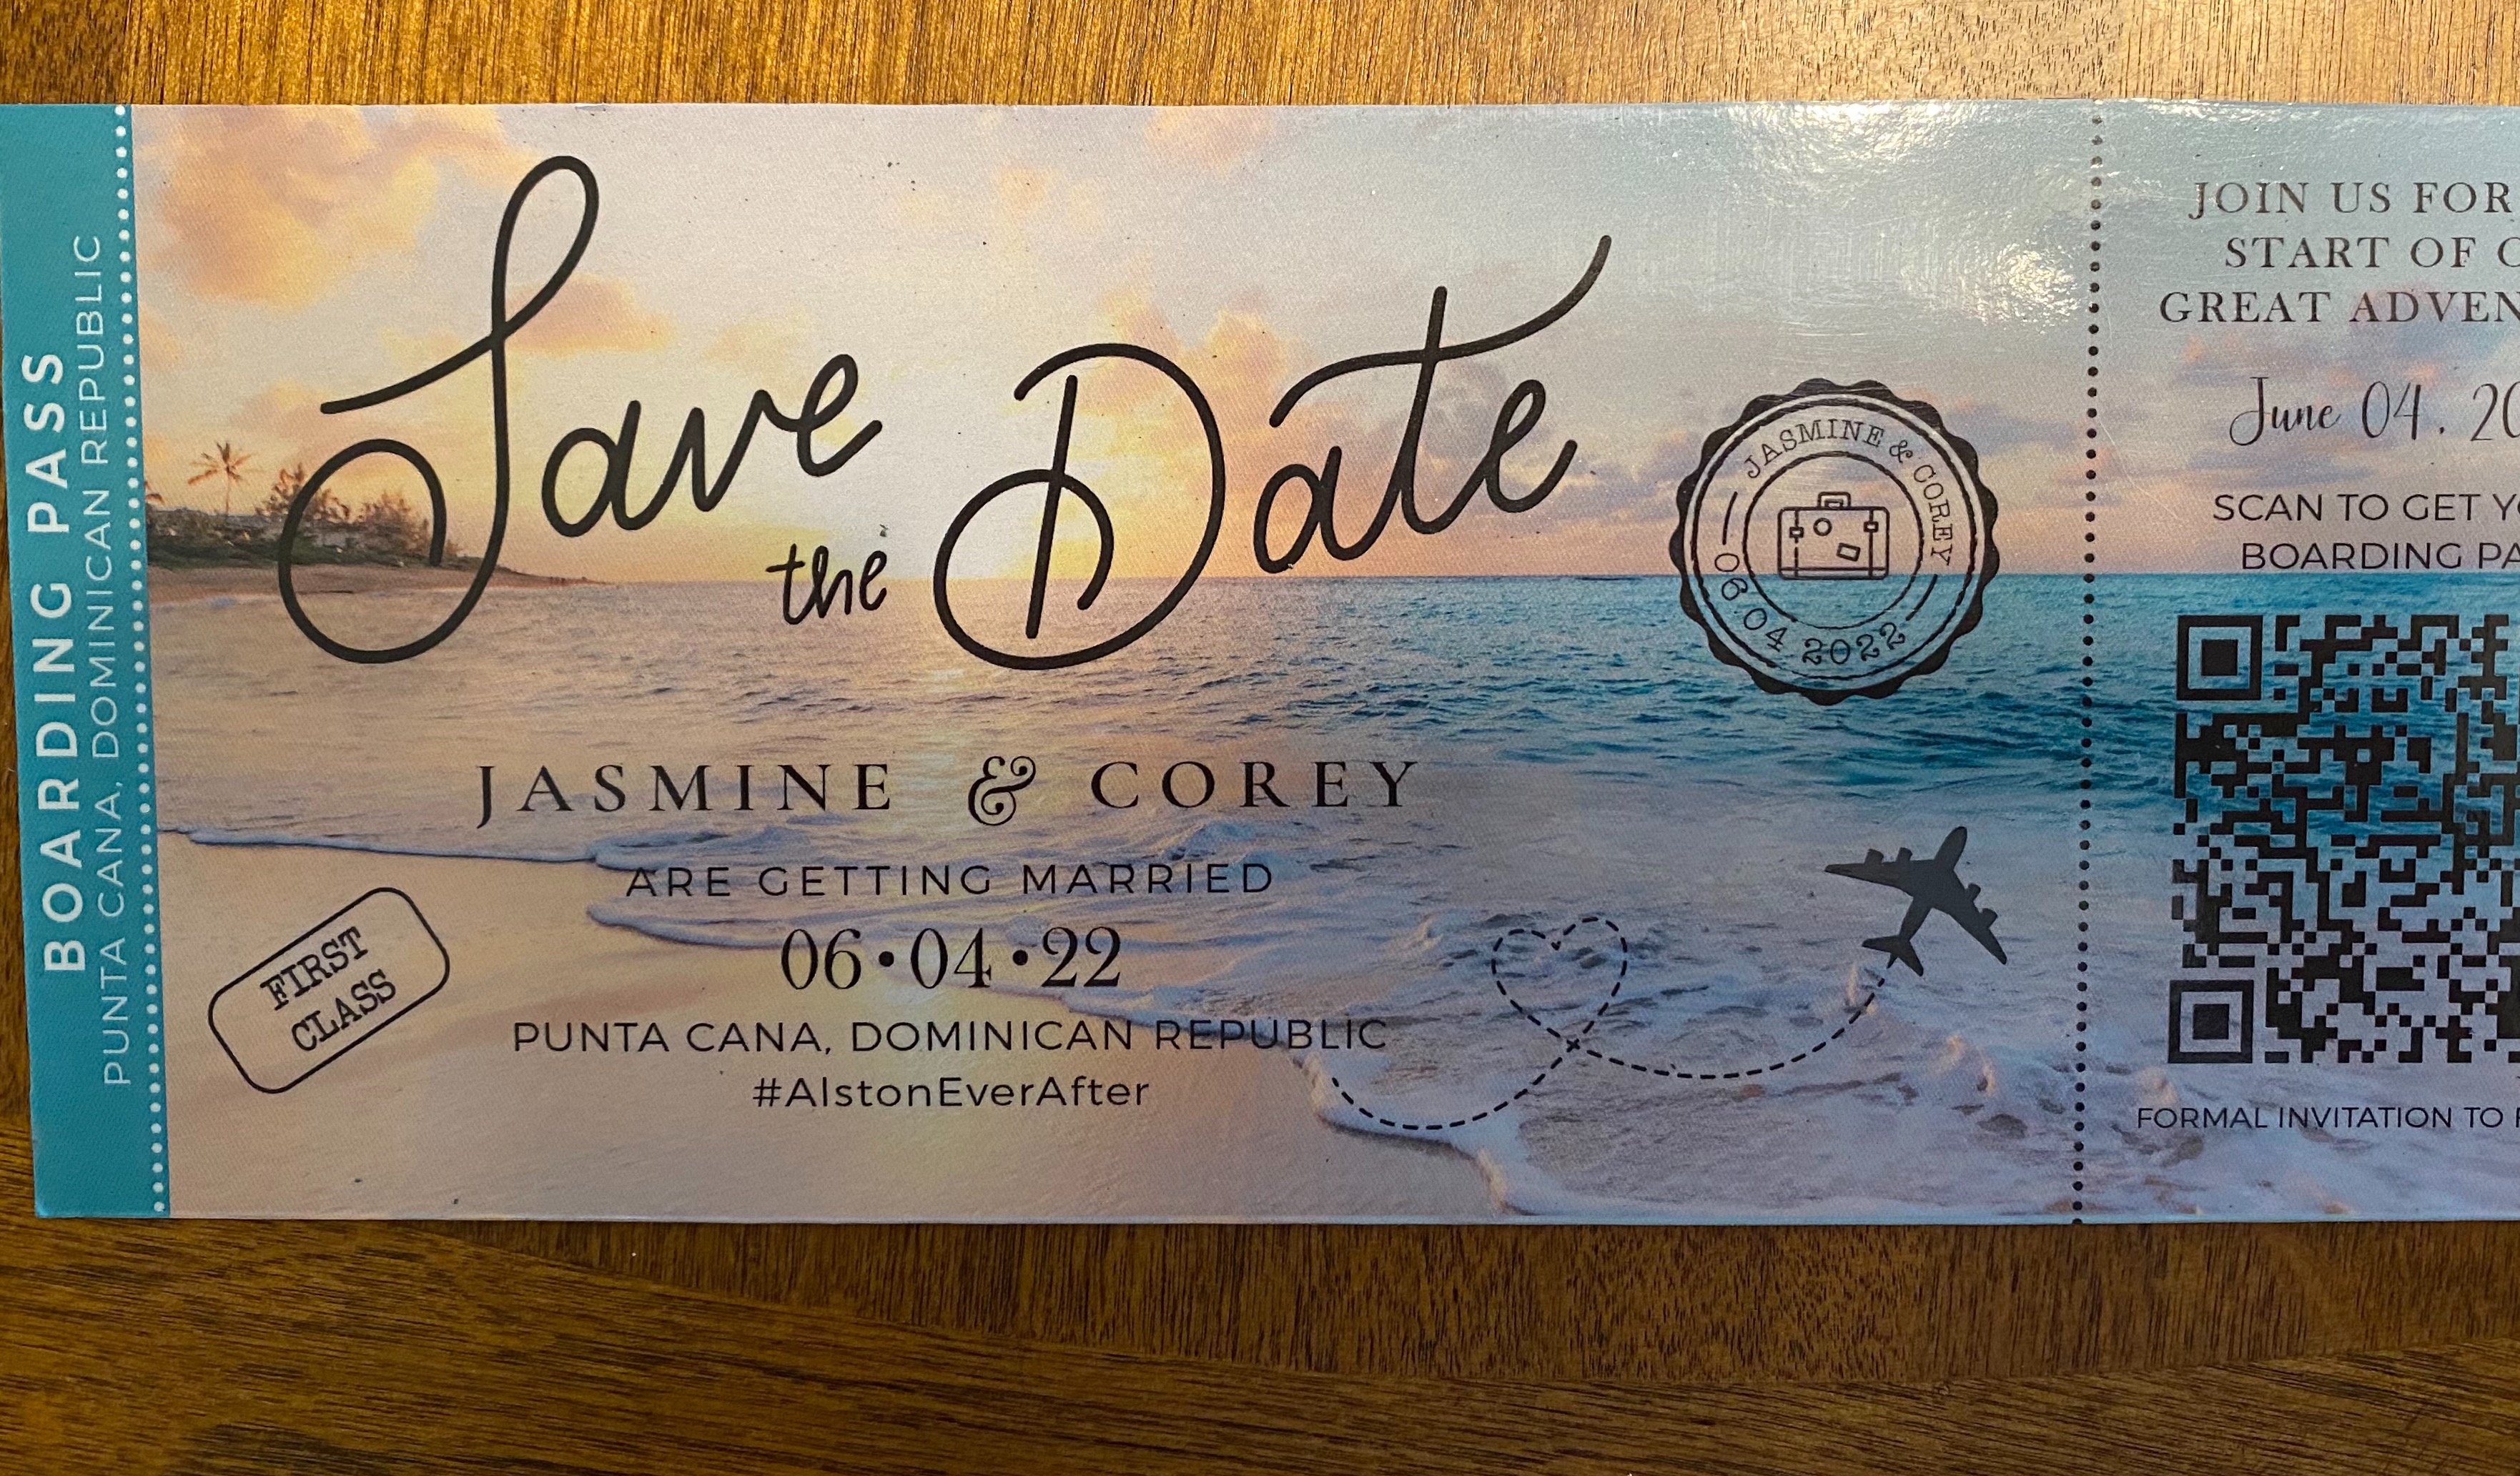 BOARDING PASS
PUNTA CANA, DOMINICAN REPUBLIC
Save
the Date
JASMINE & COREY
06 04 2022
JASMINE & COREY
ARE GETTING MARRIED
06•04•22
PUNTA CANA, DOMINICAN REPUBLIC
#AlstonEverAfter
FIRST
CLASS
JOIN US FOR
START OF
GREAT
June 04. 
SCAN TO GET
BOARDING
FORMAL INVITATION TO